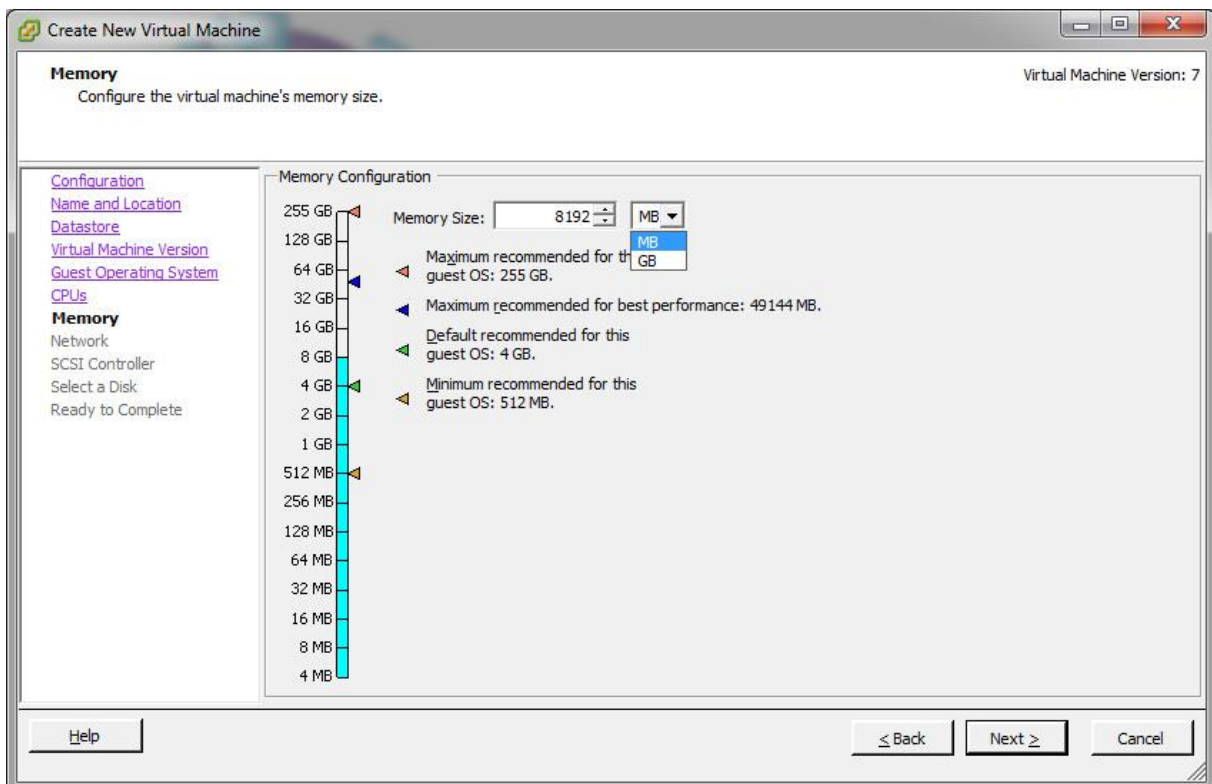 Create New Virtual Machine
Memory
Virtual Machine Version: 7
Configure the virtual machine's memory size.
Configuration
Name and Location
Datastore
Virtual Machine Version
Guest Operating System
CPUs
Memory
Network
SCSI Controller
Select a Disk
Ready to Complete
Memory Configuration
255 GB
128 GB
64 GB
32 GB
16 GB
8 GB
4 GB
2 GB
1 GB
512 MB
256 MB
128 MB
64 MB
32 MB
16 MB
8 MB
4 MB
Memory Size: 8192 MB
MB
GB
Maximum recommended for
guest OS: 255 GB.
Maximum recommended for best performance: 49144 MB.
Default recommended for this
guest OS: 4 GB.
Minimum recommended for this
guest OS: 512 MB.
Help
< Back
Next >
Cancel